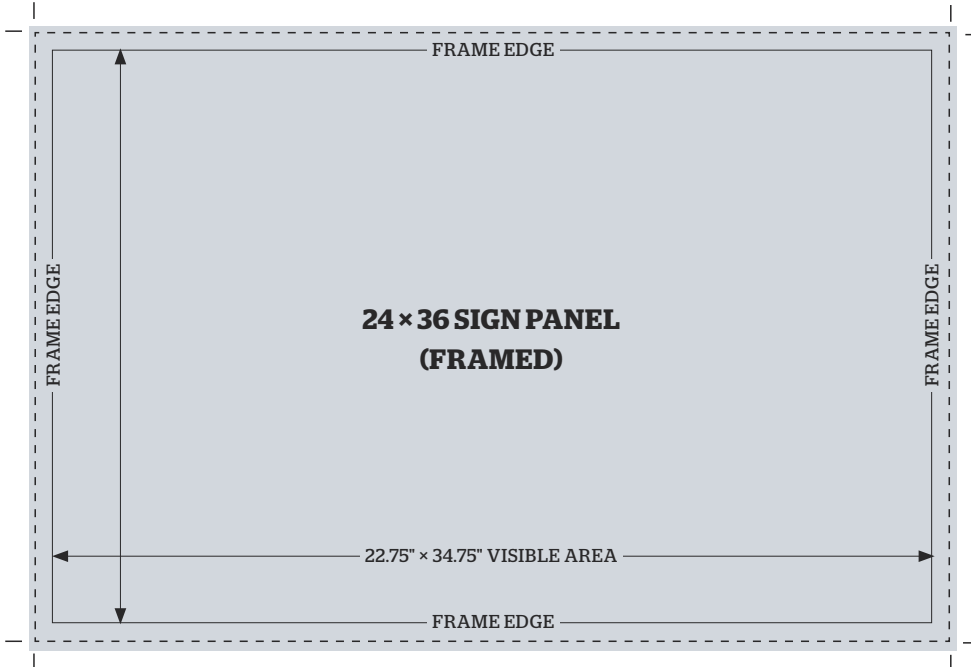 FRAME EDGE
FRAME EDGE
FRAME EDGE
24 × 36 SIGN PANEL
(FRAMED)
22.75" × 34.75" VISIBLE AREA
FRAME EDGE